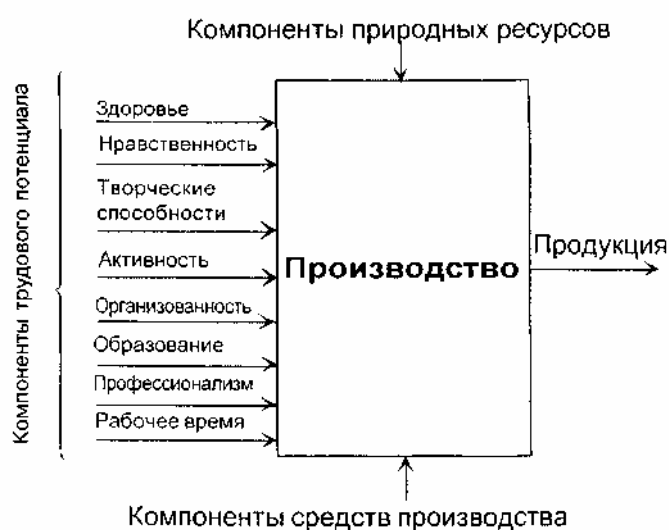 Компоненты природных ресурсов
Компоненты трудового потенциала
Здоровье
Нравственность
Творческие
способности
Активность
Организованность
Образование
Профессионализм
Рабочее время
Производство
Продукция
Компоненты средств производства